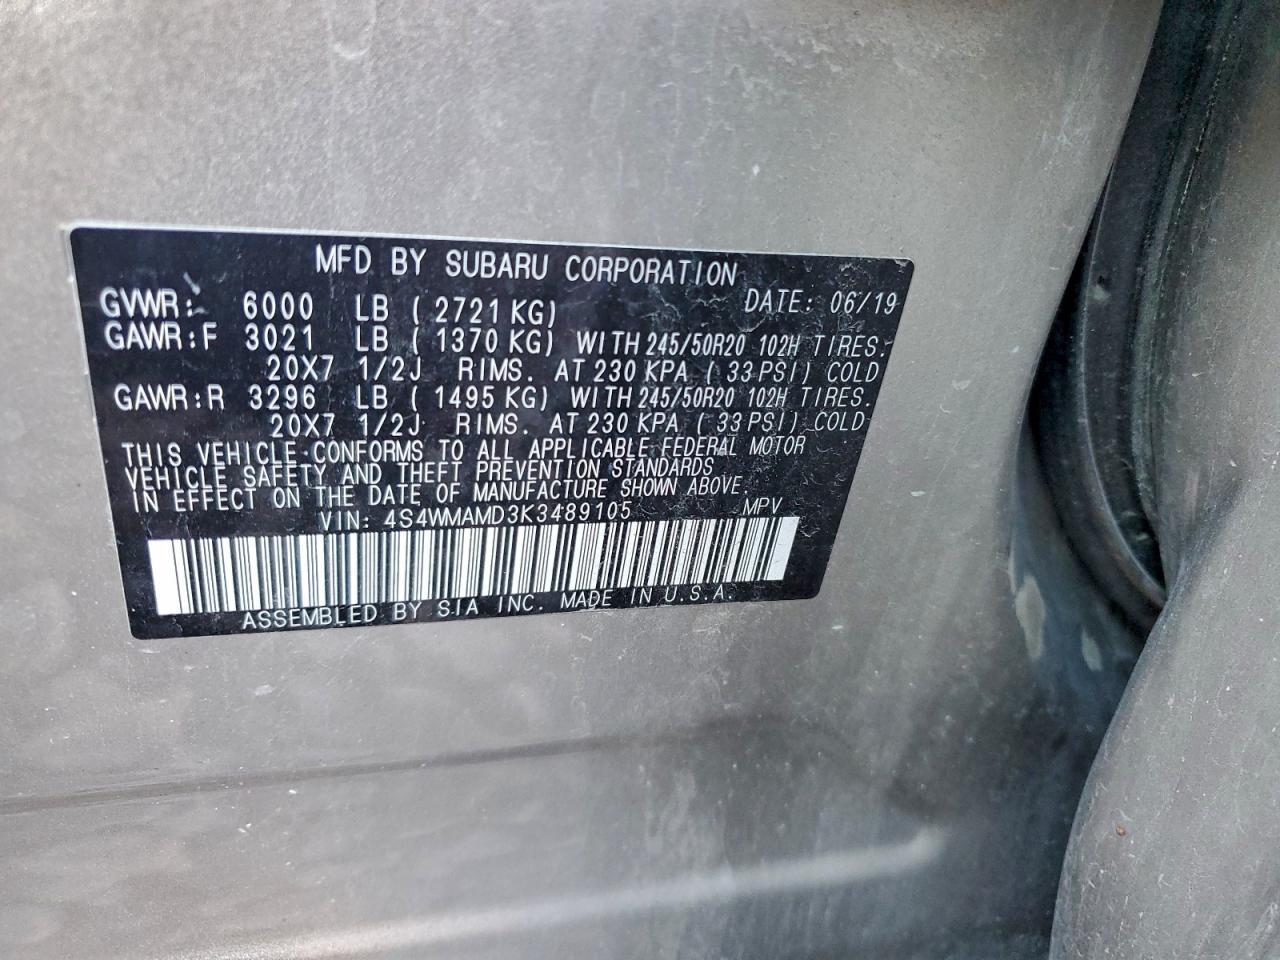 MFD BY SUBARU CORPORATION
GVWR: 6000 LB ( 2721 KG) DATE: 06/19
GAWR:F 3021 LB ( 1370 KG) WITH 245/50R20 102H TIRES.
20X7 1/2J RIMS. AT 230 KPA ( 33 PSI) COLD
GAWR:R 3296 LB ( 1495 KG) WITH 245/50R20 102H TIRES.
20X7 1/2J RIMS. AT 230 KPA ( 33 PSI) COLD
THIS VEHICLE CONFORMS TO ALL APPLICABLE FEDERAL MOTOR
VEHICLE SAFETY AND THEFT PREVENTION STANDARDS
IN EFFECT ON THE DATE OF MANUFACTURE SHOWN ABOVE.
VIN: 4S4WMAMD3K3489105 MPV
ASSEMBLED BY SIA INC. MADE IN U.S.A.